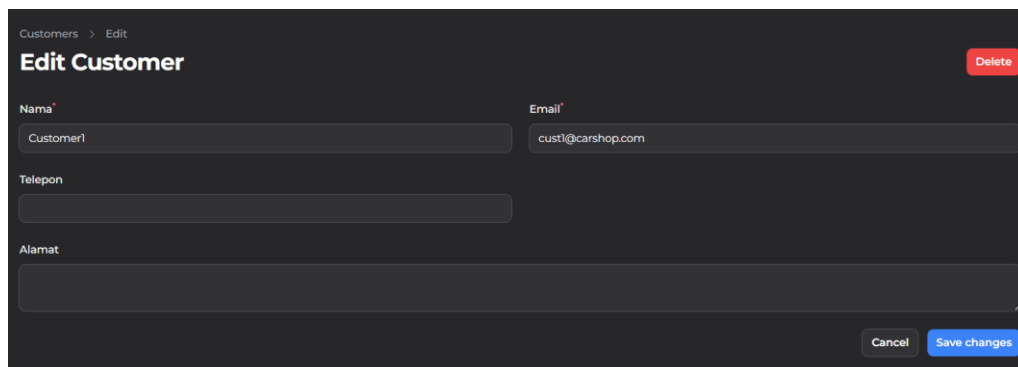 Customers > Edit
Edit Customer
Delete
Nama* Email*
Customer1 cust1@carshop.com
Telepon
Alamat
Cancel Save changes